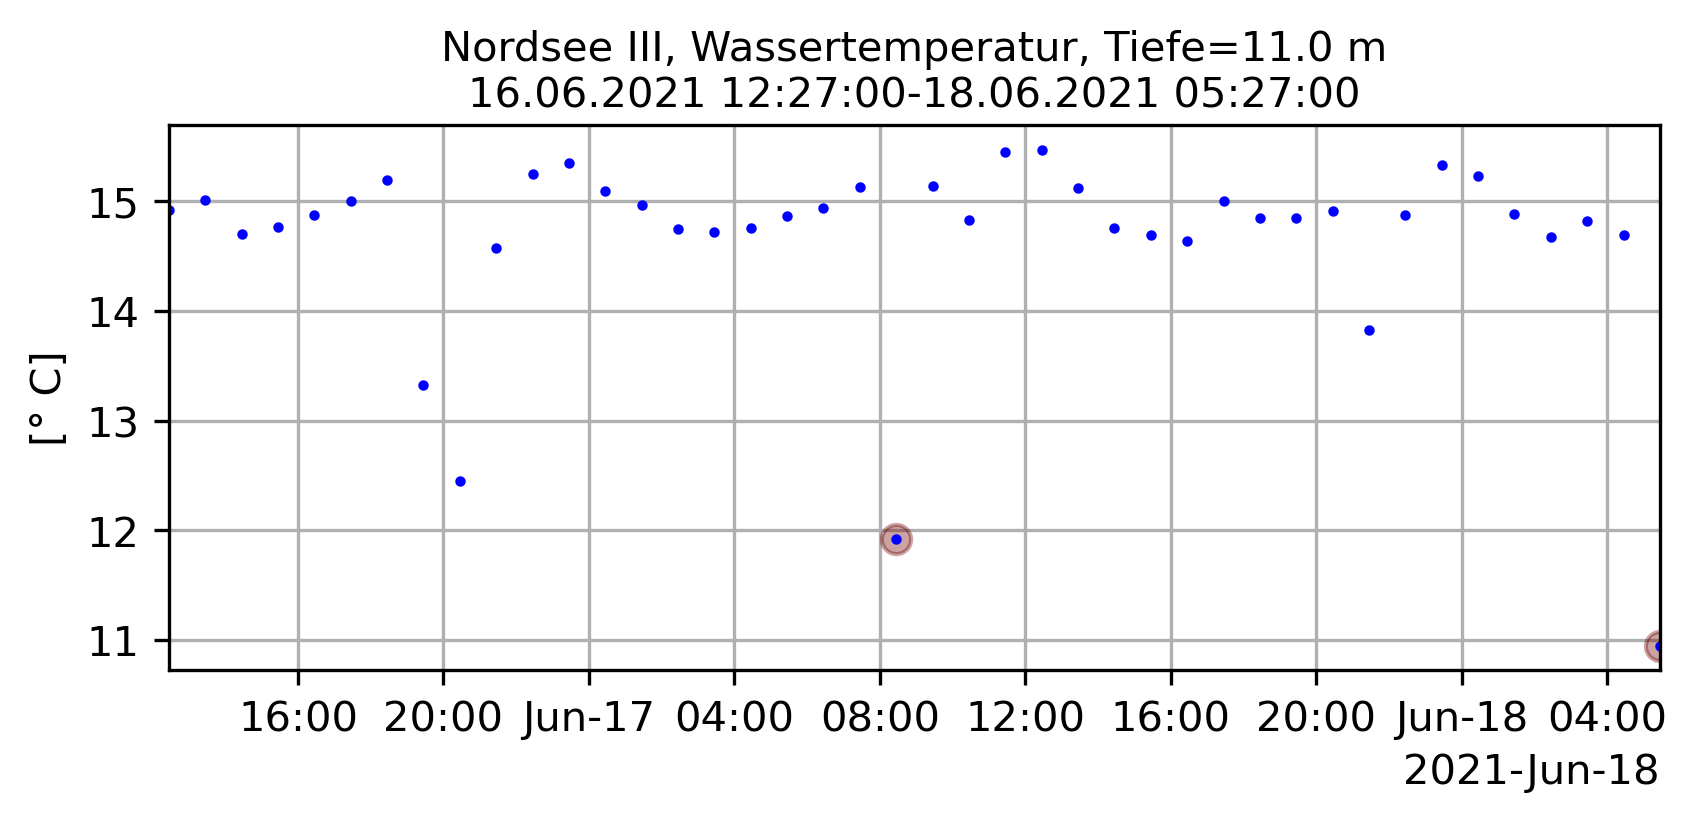 Nordsee III, Wassertemperatur, Tiefe=11.0 m
16.06.2021 12:27:00-18.06.2021 05:27:00
[° C]
15
14
13
12
11
16:00 20:00 Jun-17 04:00 08:00 12:00 16:00 20:00 Jun-18 04:00
2021-Jun-18